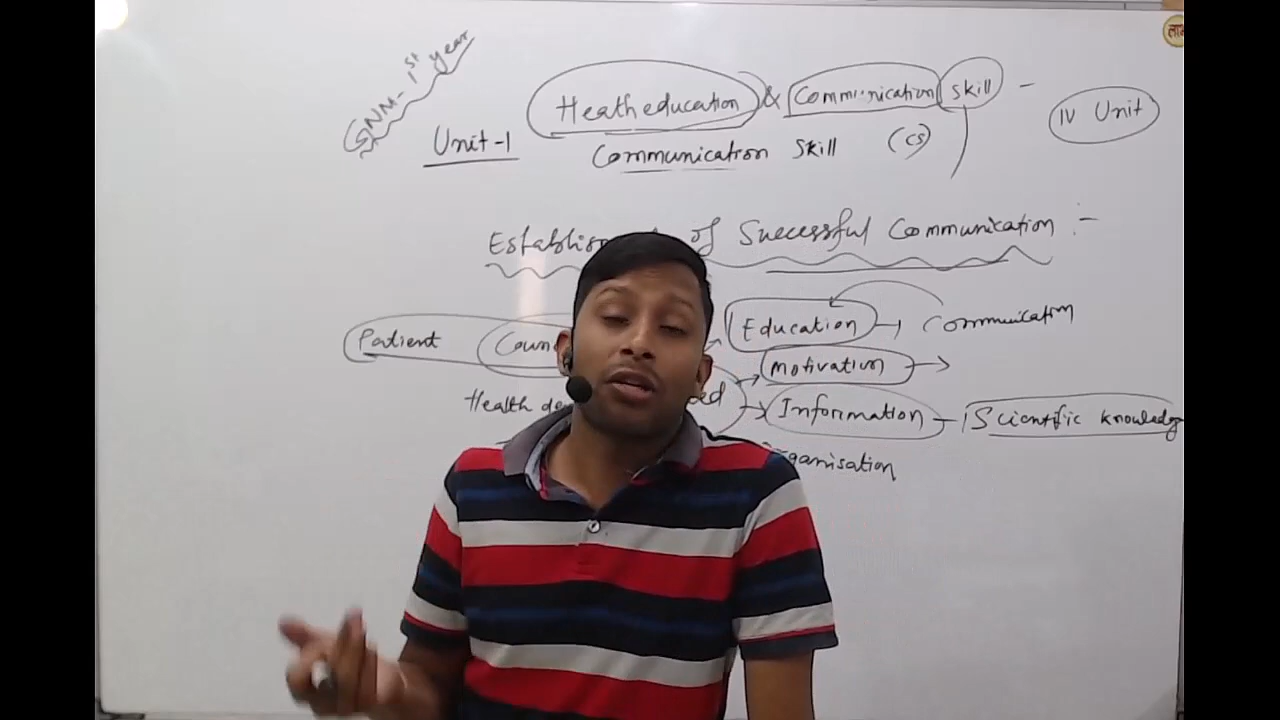 GNM - 1st year
Heath education & Communication skill -
IV Unit
Unit-1
Communication skill (CS)
of Successful Communication :-
Patient
Education → Communication
Motivation →
Health
Information - Scientific knowledg